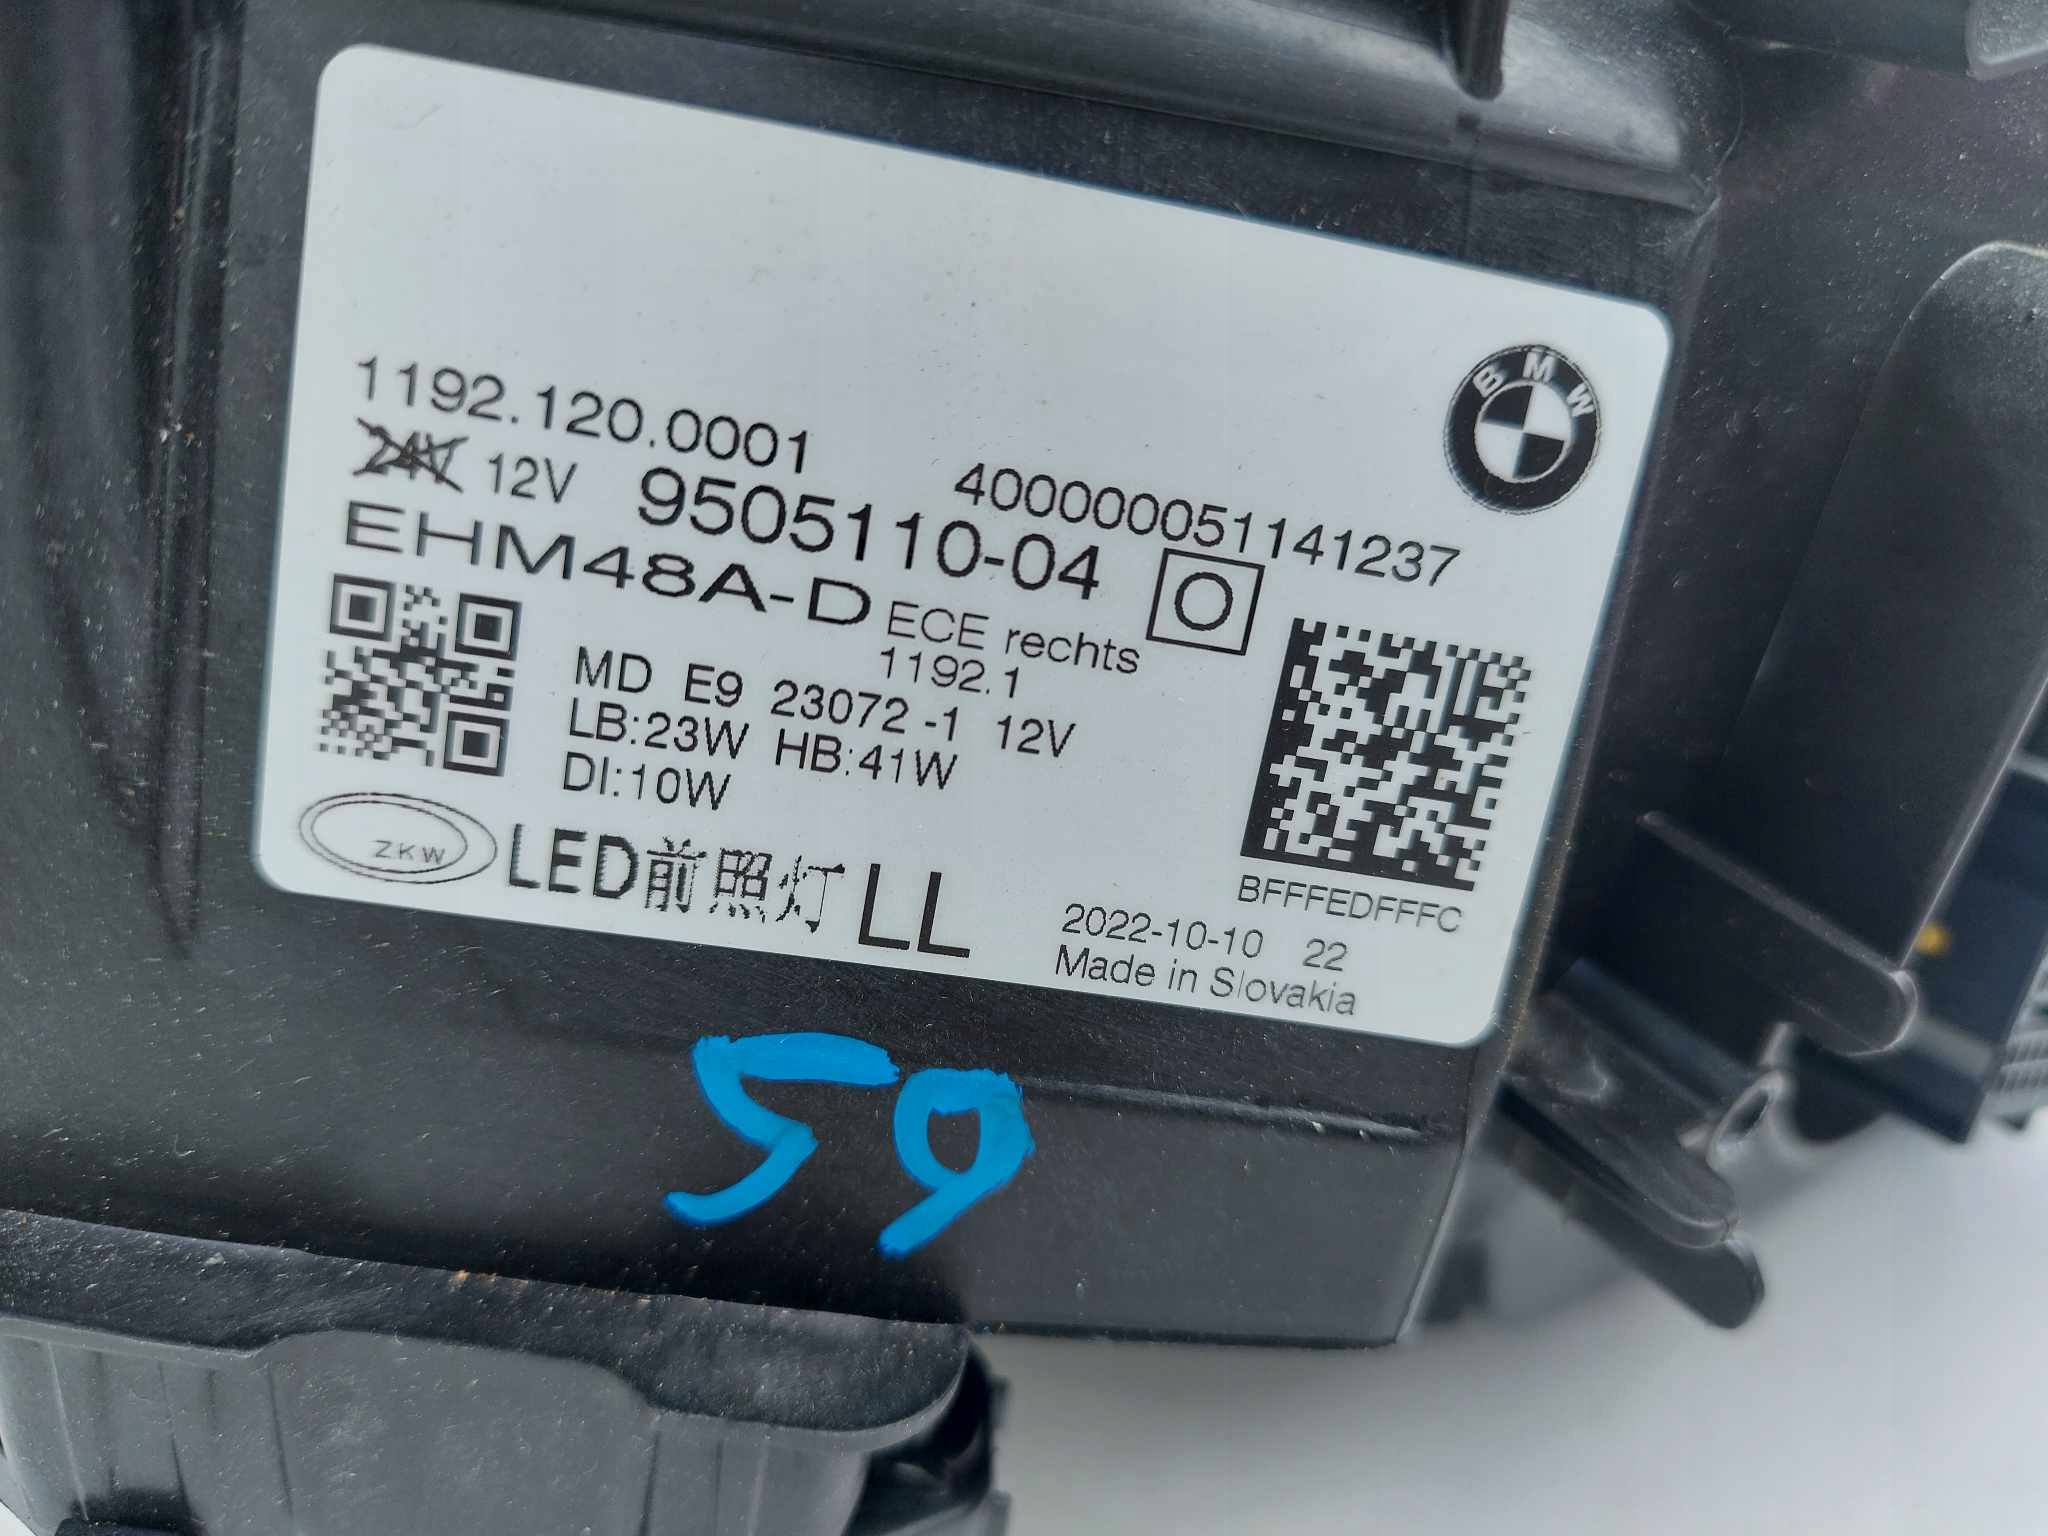 1192.120.0001
BMW
24V 12V 9505110-04 400000051141237
EHM48A-D ECE rechts O
1192.1
MD E9 23072 -1 12V
LB:23W HB:41W
DI:10W
BFFFEDFFFC
ZKW LED前照灯 LL
2022-10-10 22
Made in Slovakia
59